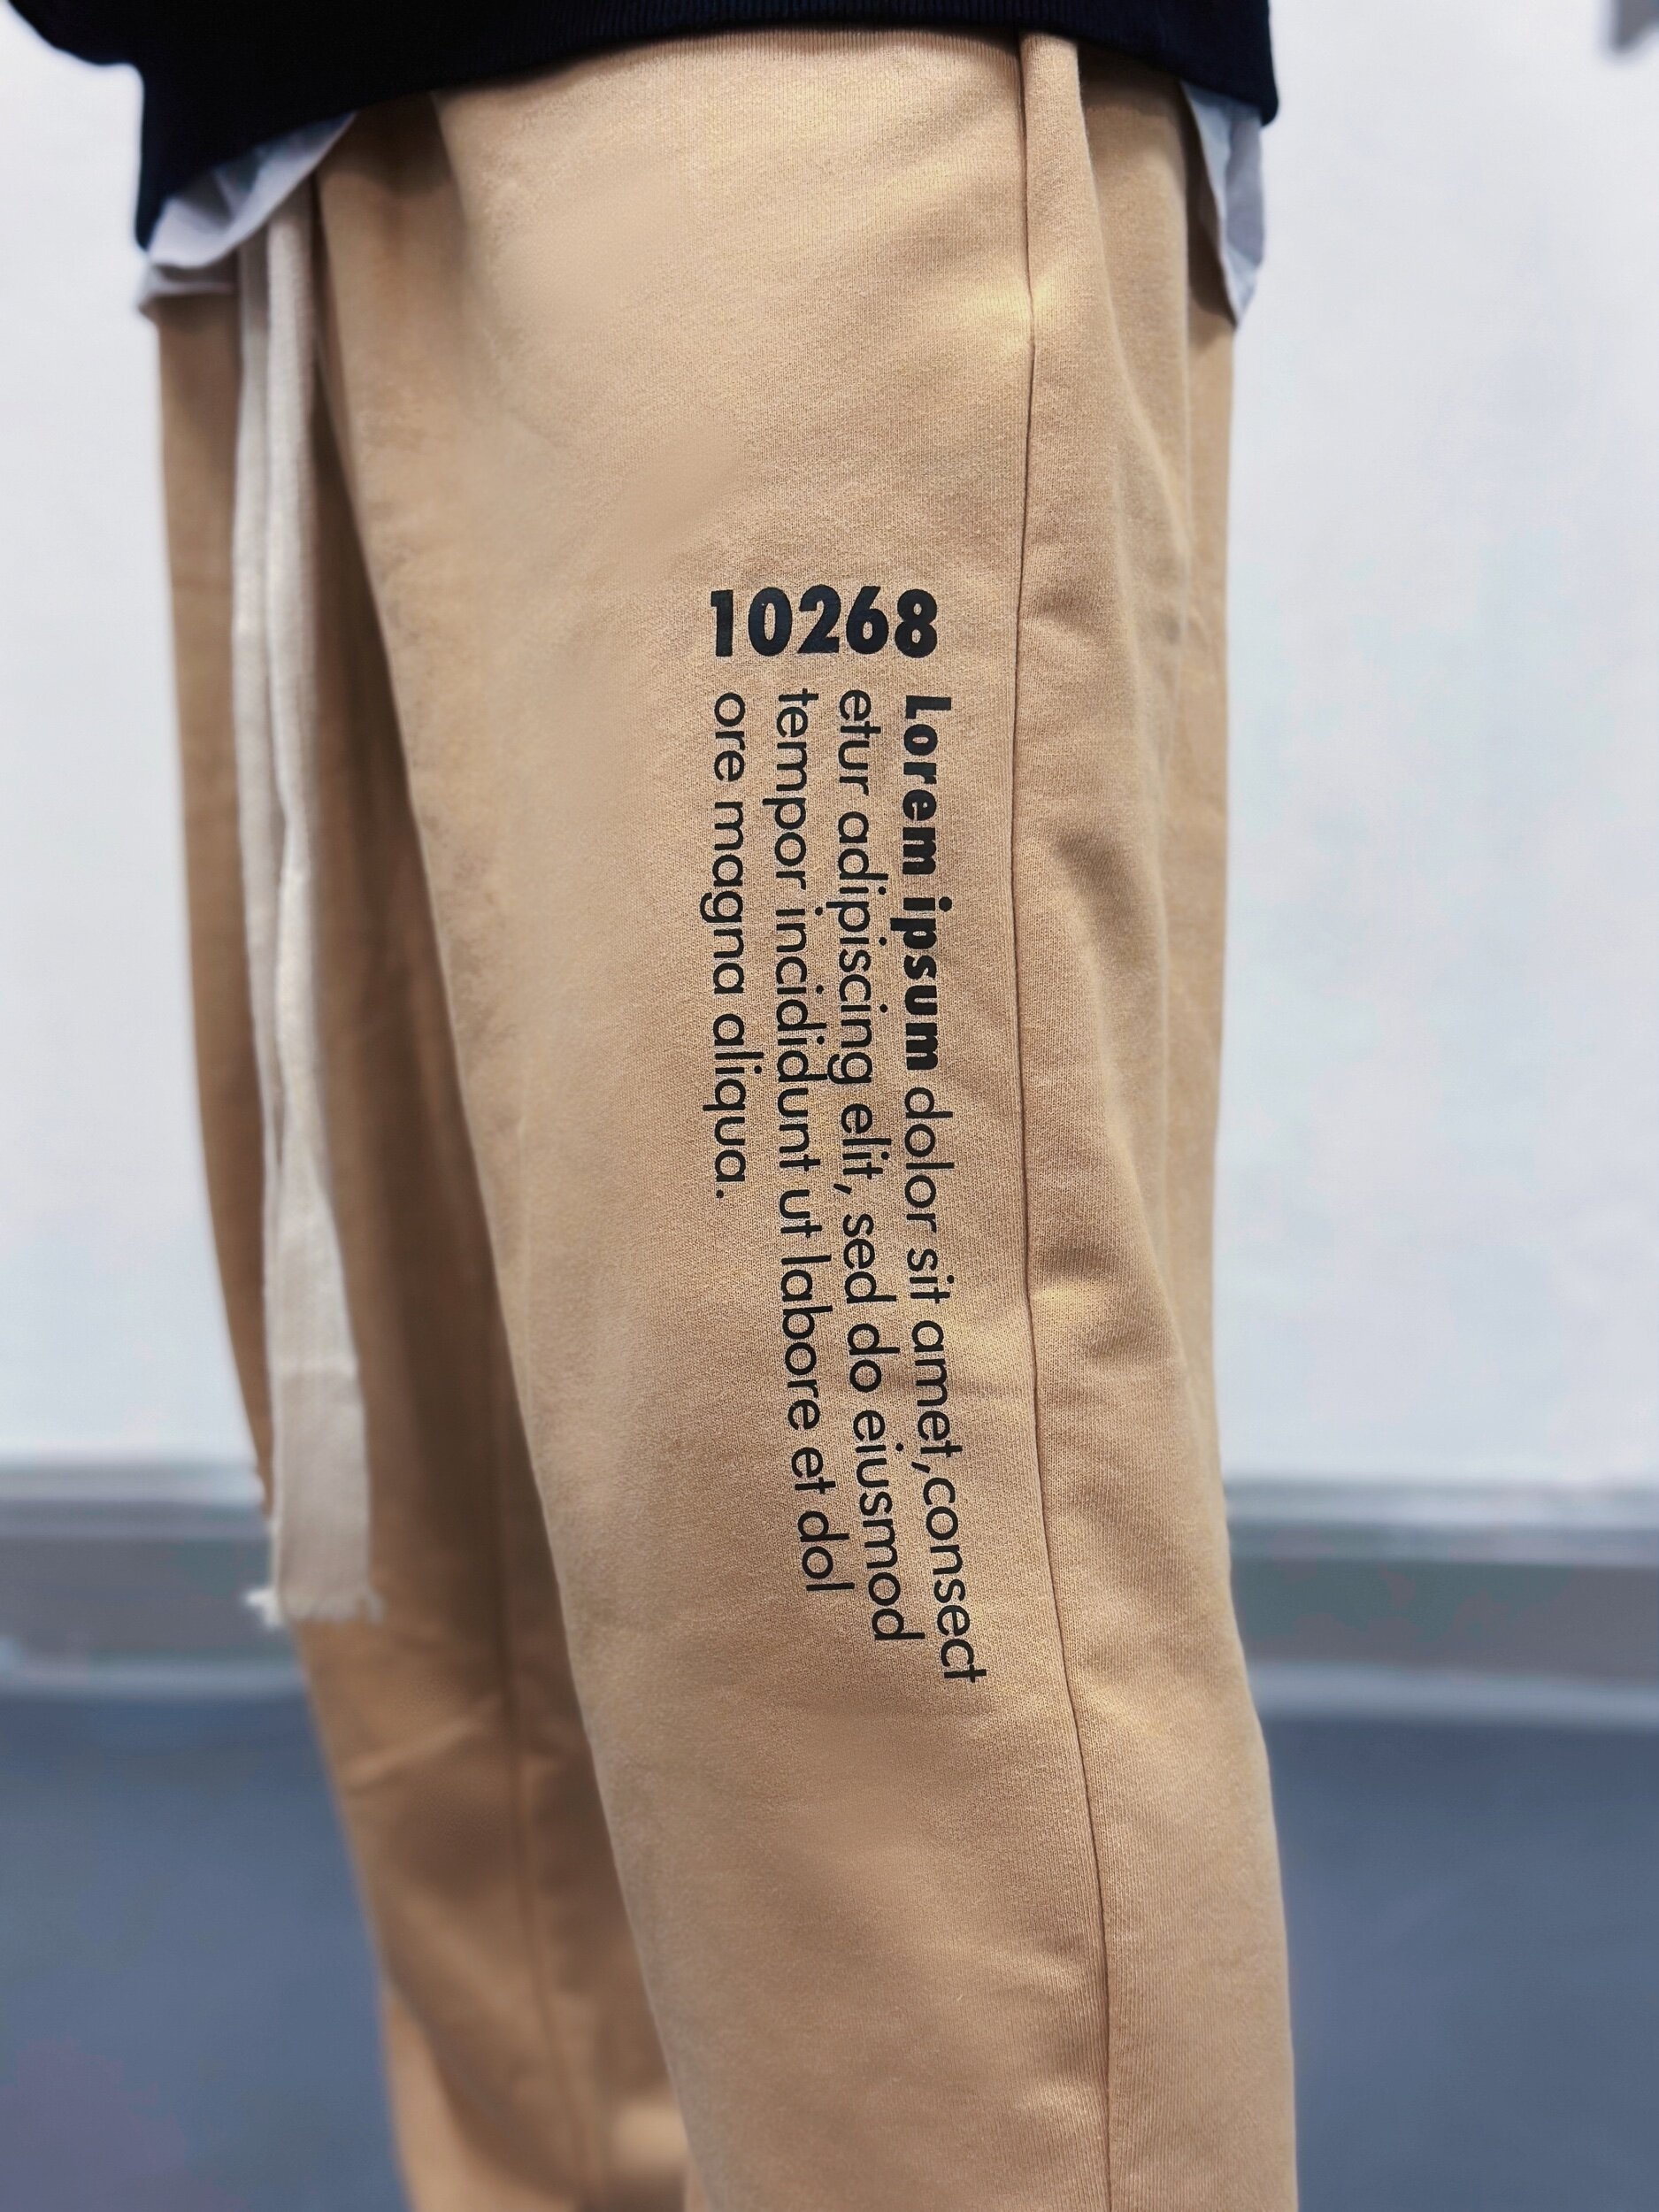 10268
Lorem ipsum dolor sit amet,consect
etur adipiscing elit, sed do eiusmod
tempor incididunt ut labore et dol
ore magna aliqua.